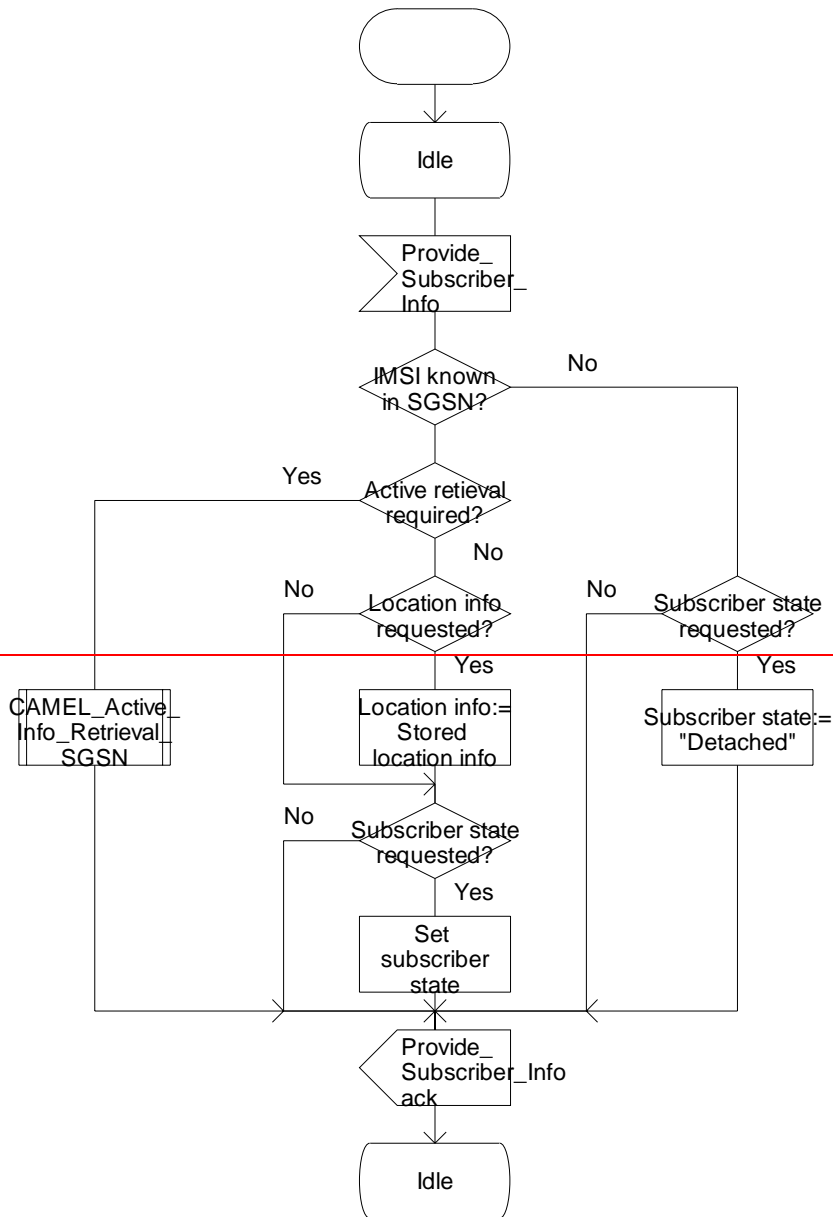 Idle
Provide_
Subscriber_
Info
IMSI known
in SGSN?
No
Yes
Active retieval
required?
No
No
Location info
requested?
No
Subscriber state
requested?
Yes
Yes
CAMEL_Active_
Info_Retrieval_
SGSN
Location info:=
Stored
location info
Subscriber state:=
"Detached"
No
Subscriber state
requested?
Yes
Set
subscriber
state
Provide_
Subscriber_Info
ack
Idle